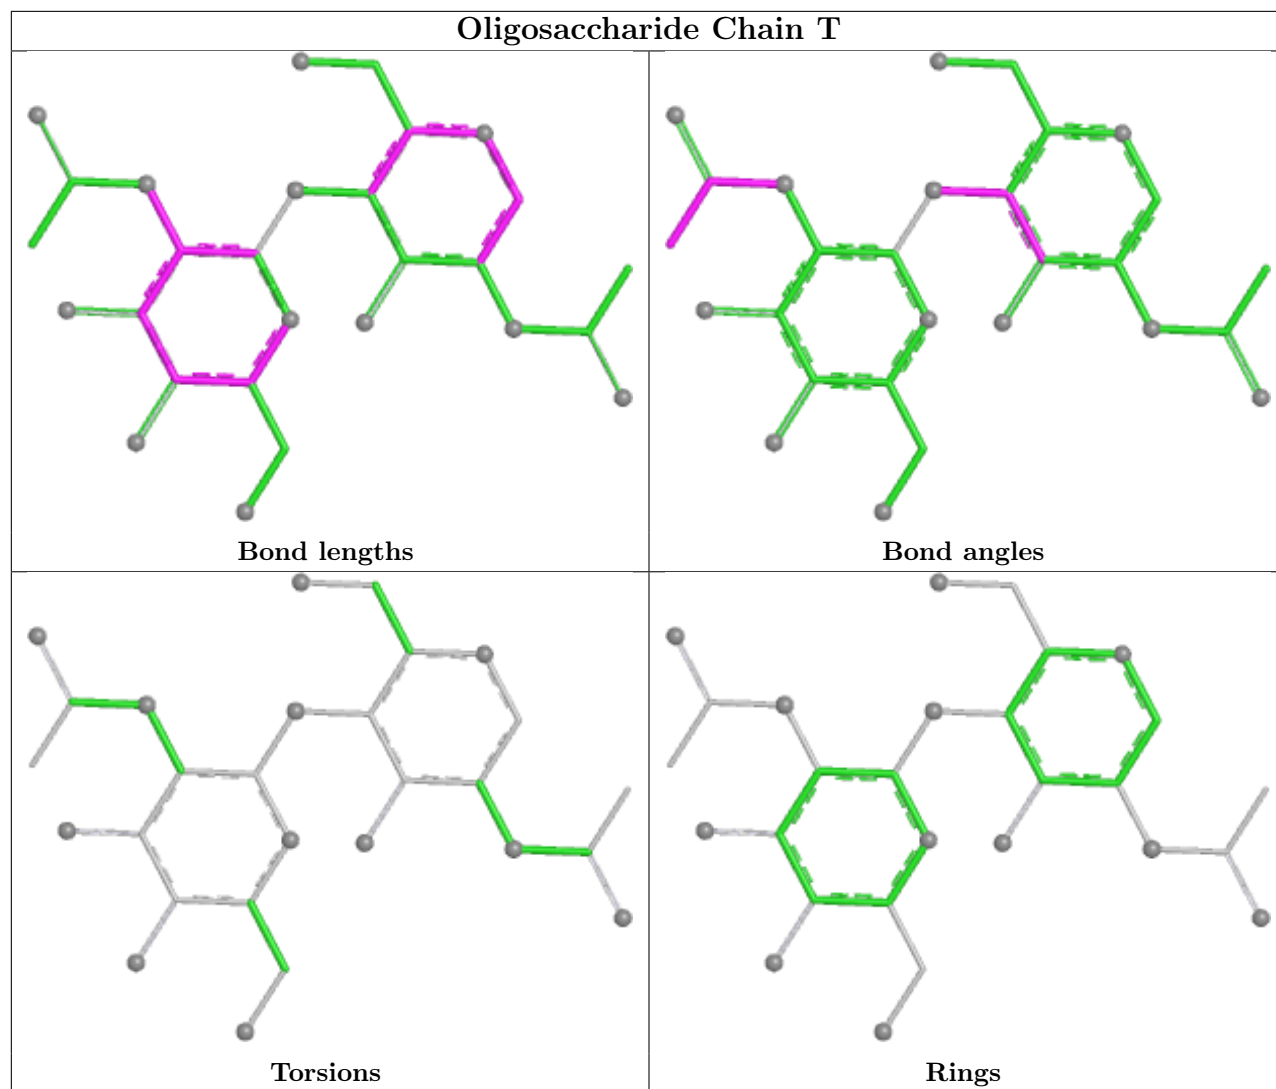 Oligosaccharide Chain T
Bond lengths
Bond angles
Torsions
Rings